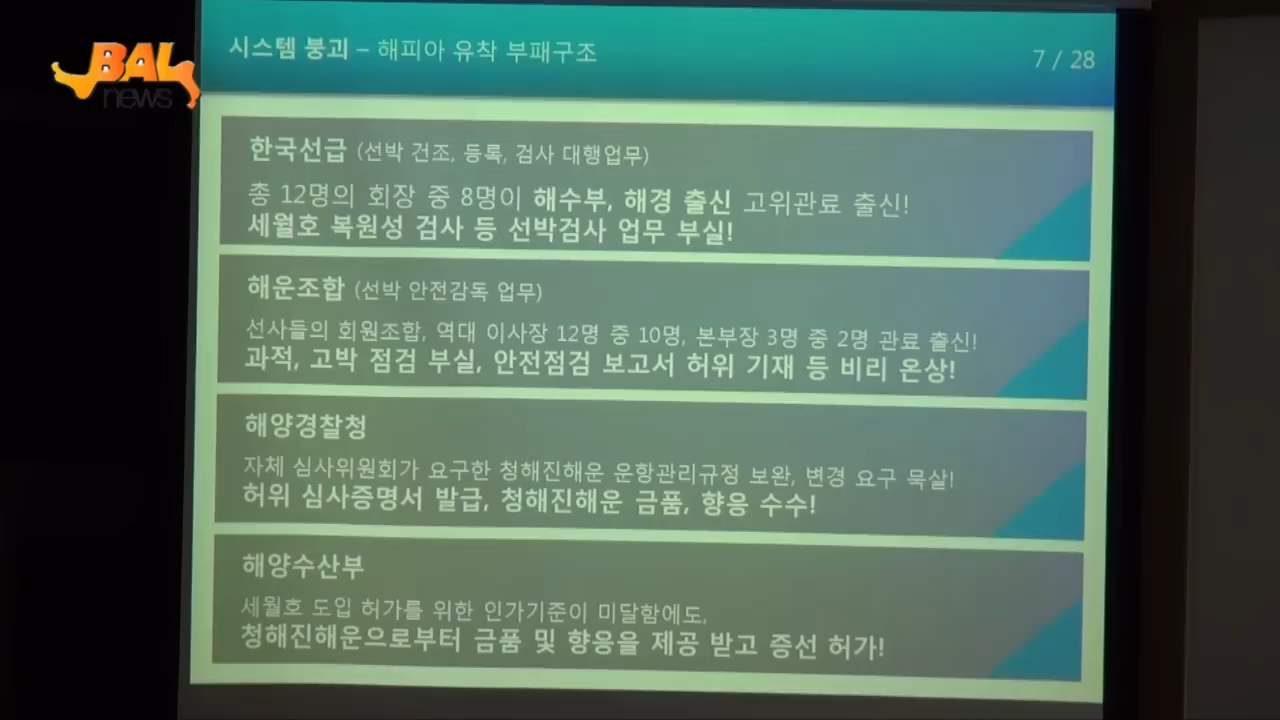 BAL
news
시스템 붕괴 – 해피아 유착 부패구조
7 / 28
한국선급 (선박 건조, 등록, 검사 대행업무)
총 12명의 회장 중 8명이 해수부, 해경 출신 고위관료 출신!
세월호 복원성 검사 등 선박검사 업무 부실!
해운조합 (선박 안전감독 업무)
선사들의 회원조합, 역대 이사장 12명 중 10명, 본부장 3명 중 2명 관료 출신!
과적, 고박 점검 부실, 안전점검 보고서 허위 기재 등 비리 온상!
해양경찰청
자체 심사위원회가 요구한 청해진해운 운항관리규정 보완, 변경 요구 묵살!
허위 심사증명서 발급, 청해진해운 금품, 향응 수수!
해양수산부
세월호 도입 허가를 위한 인가기준이 미달함에도,
청해진해운으로부터 금품 및 향응을 제공 받고 증선 허가!